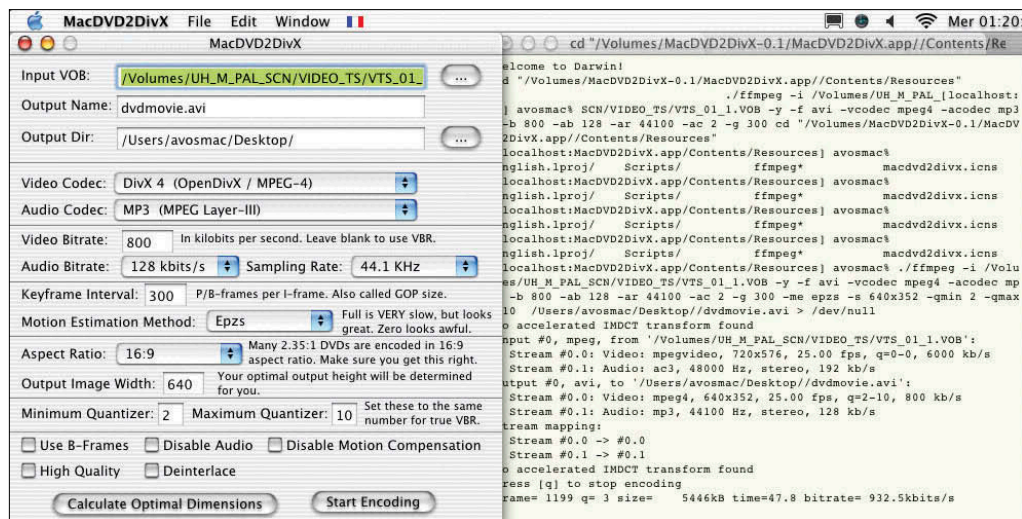 MacDVD2DivX File Edit Window Mer 01:20:
MacDVD2DivX
Input VOB: /Volumes/UH_M_PAL_SCN/VIDEO_TS/VTS_01_ ...
Output Name: dvdmovie.avi
Output Dir: /Users/avosmac/Desktop/ ...
Video Codec: DivX 4 (OpenDivX / MPEG-4)
Audio Codec: MP3 (MPEG Layer-III)
Video Bitrate: 800 In kilobits per second. Leave blank to use VBR.
Audio Bitrate: 128 kbits/s Sampling Rate: 44.1 KHz
Keyframe Interval: 300 P/B-frames per I-frame. Also called GOP size.
Motion Estimation Method: Epzs Full is VERY slow, but looks
great. Zero looks awful.
Aspect Ratio: 16:9 Many 2.35:1 DVDs are encoded in 16:9
aspect ratio. Make sure you get this right.
Output Image Width: 640 Your optimal output height will be determined
for you.
Minimum Quantizer: 2 Maximum Quantizer: 10 Set these to the same
number for true VBR.
Use B-Frames Disable Audio Disable Motion Compensation
High Quality Deinterlace
Calculate Optimal Dimensions Start Encoding
cd "/Volumes/MacDVD2DivX-0.1/MacDVD2DivX.app//Contents/Re
elcome to Darwin!
d "/Volumes/MacDVD2DivX-0.1/MacDVD2DivX.app//Contents/Resources"
./ffmpeg -i /Volumes/UH_M_PAL_[localhost:
] avosmac% SCN/VIDEO_TS/VTS_01_1.VOB -y -f avi -vcodec mpeg4 -acodec mp3
-b 800 -ab 128 -ar 44100 -ac 2 -g 300 cd "/Volumes/MacDVD2DivX-0.1/MacDV
2DivX.app//Contents/Resources"
localhost:MacDVD2DivX.app/Contents/Resources] avosmac%
nglish.lproj/ Scripts/ ffmpeg* macdvd2divx.icns
localhost:MacDVD2DivX.app/Contents/Resources] avosmac%
nglish.lproj/ Scripts/ ffmpeg* macdvd2divx.icns
localhost:MacDVD2DivX.app/Contents/Resources] avosmac%
nglish.lproj/ Scripts/ ffmpeg* macdvd2divx.icns
localhost:MacDVD2DivX.app/Contents/Resources] avosmac%
nglish.lproj/ Scripts/ ffmpeg* macdvd2divx.icns
localhost:MacDVD2DivX.app/Contents/Resources] avosmac% ./ffmpeg -i /Volu
es/UH_M_PAL_SCN/VIDEO_TS/VTS_01_1.VOB -y -f avi -vcodec mpeg4 -acodec mp
-b 800 -ab 128 -ar 44100 -ac 2 -g 300 -me epzs -s 640x352 -qmin 2 -qmax
10 /Users/avosmac/Desktop//dvdmovie.avi > /dev/null
o accelerated IMDCT transform found
nput #0, mpeg, from '/Volumes/UH_M_PAL_SCN/VIDEO_TS/VTS_01_1.VOB':
Stream #0.0: Video: mpegvideo, 720x576, 25.00 fps, q=0-0, 6000 kb/s
Stream #0.1: Audio: ac3, 48000 Hz, stereo, 192 kb/s
utput #0, avi, to '/Users/avosmac/Desktop//dvdmovie.avi':
Stream #0.0: Video: mpeg4, 640x352, 25.00 fps, q=2-10, 800 kb/s
Stream #0.1: Audio: mp3, 44100 Hz, stereo, 128 kb/s
tream mapping:
Stream #0.0 -> #0.0
Stream #0.1 -> #0.1
o accelerated IMDCT transform found
ress [q] to stop encoding
rame= 1199 q= 3 size= 5446kB time=47.8 bitrate= 932.5kbits/s